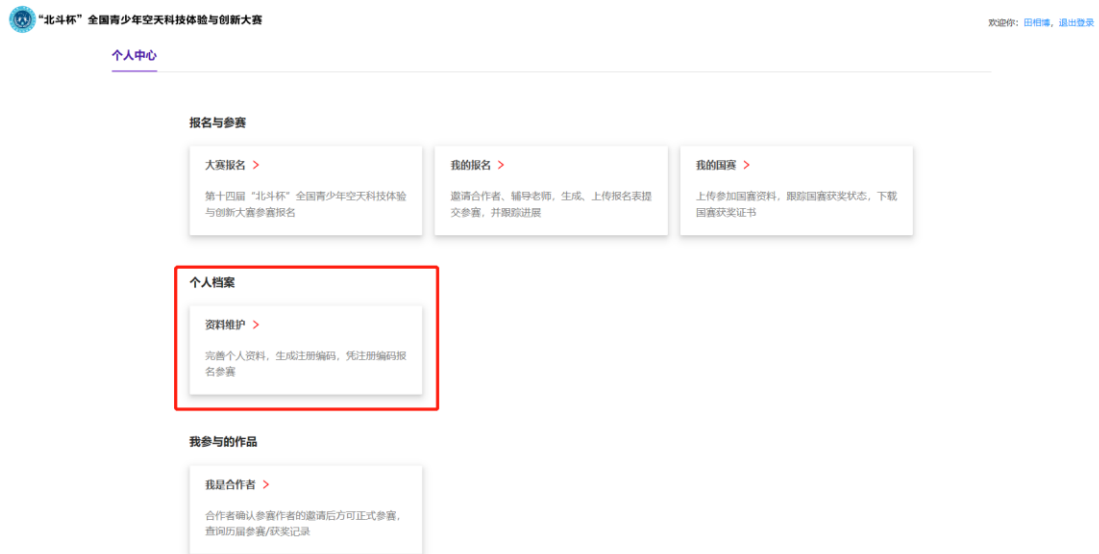 “北斗杯”全国青少年空天科技体验与创新大赛
欢迎你：田相博，退出登录
个人中心
报名与参赛
大赛报名 >
第十四届“北斗杯”全国青少年空天科技体验
与创新大赛参赛报名
我的报名 >
邀请合作者、辅导老师，生成、上传报名表提
交参赛，并跟踪进展
我的国赛 >
上传参加国赛资料，跟踪国赛获奖状态，下载
国赛获奖证书
个人档案
资料维护 >
完善个人资料，生成注册编码，凭注册编码报
名参赛
我参与的作品
我是合作者 >
合作者确认参赛作者的邀请后方可正式参赛，
查询历届参赛/获奖记录